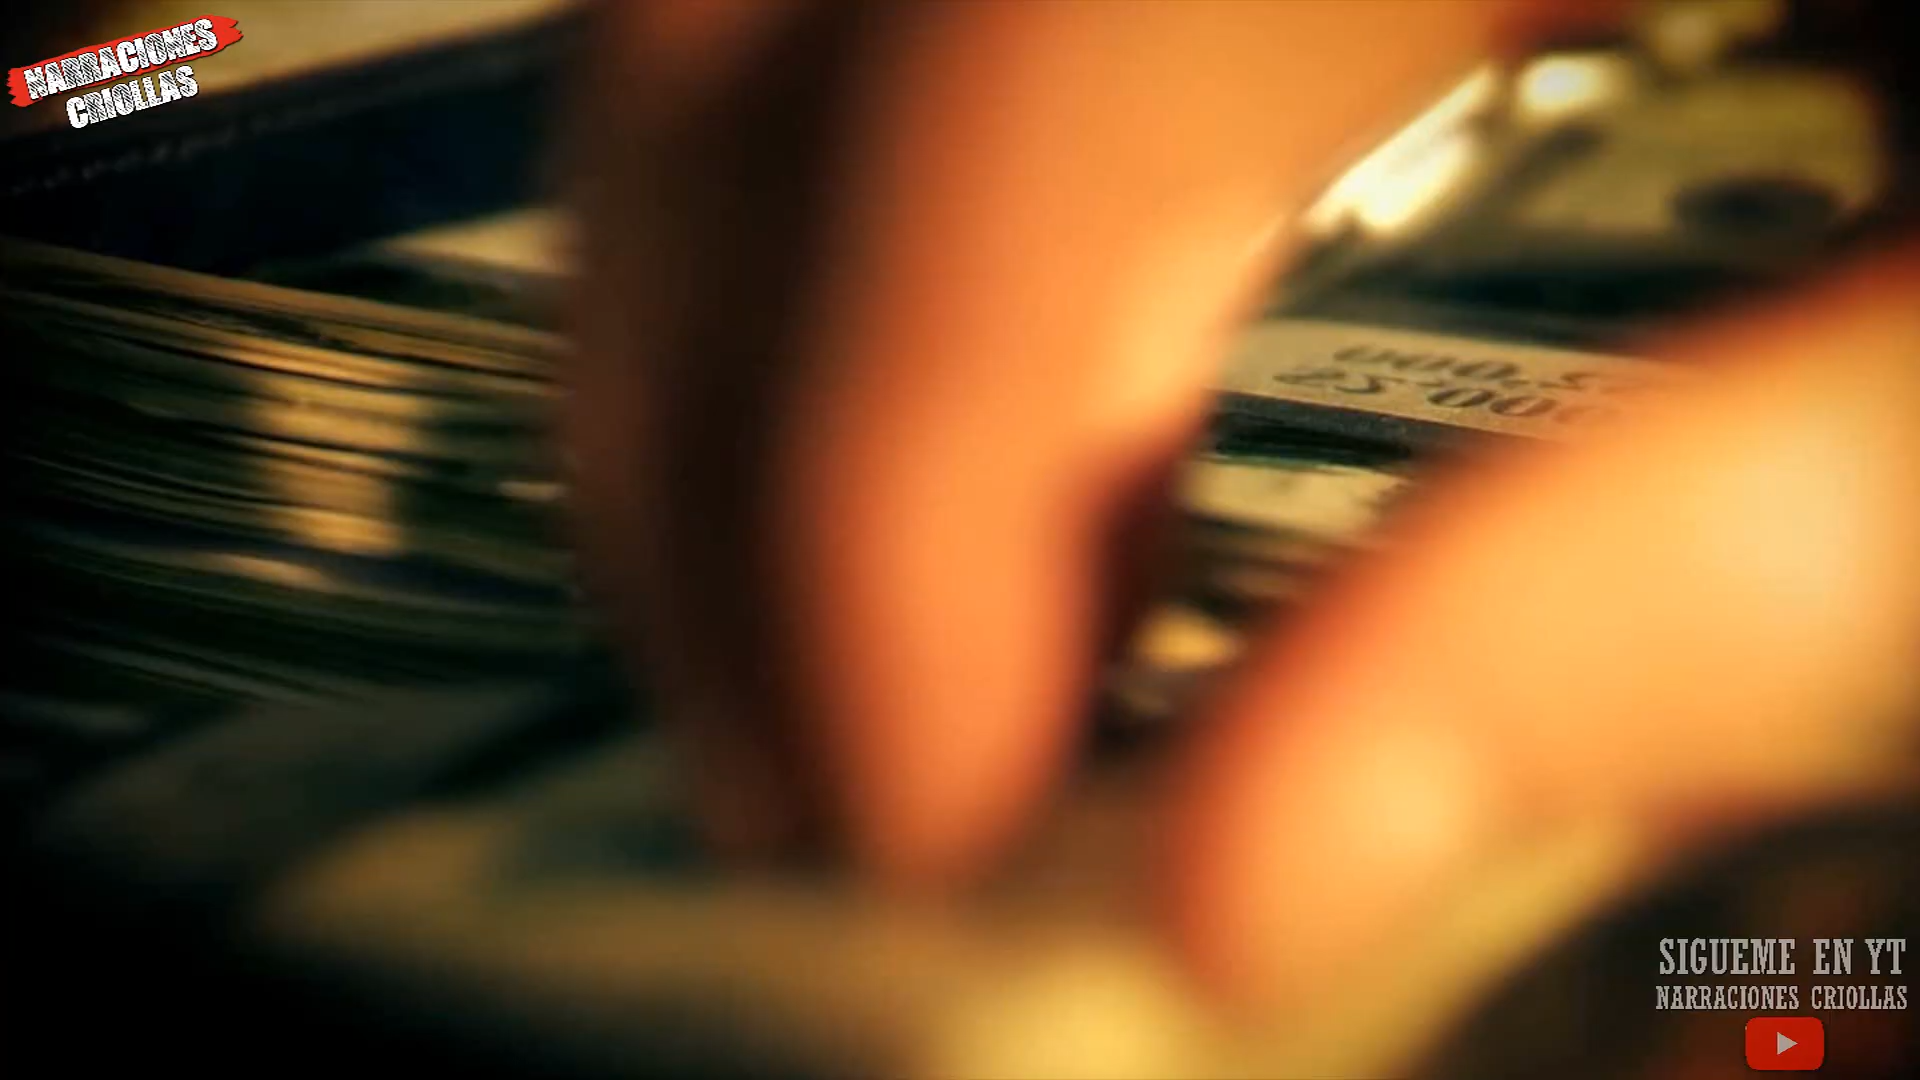 NARRACIONES
CRIOLLAS
SIGUEME EN YT
NARRACIONES CRIOLLAS